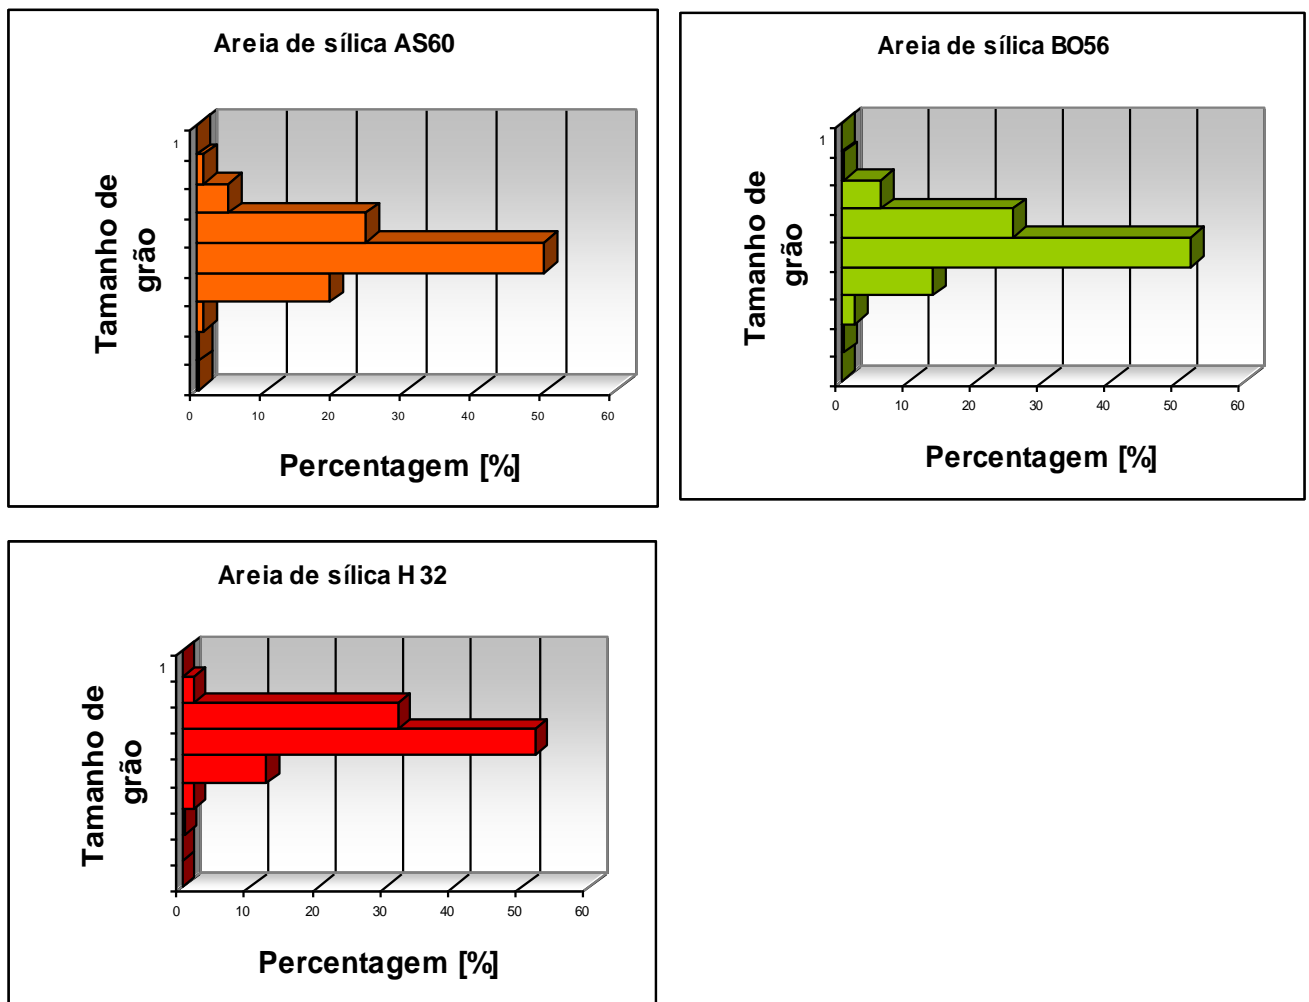 Areia de sílica AS60
1
Tamanho de
grão
0 10 20 30 40 50 60
Percentagem [%]
Areia de sílica BO56
1
Tamanho de
grão
0 10 20 30 40 50 60
Percentagem [%]
Areia de sílica H 32
1
Tamanho de
grão
0 10 20 30 40 50 60
Percentagem [%]